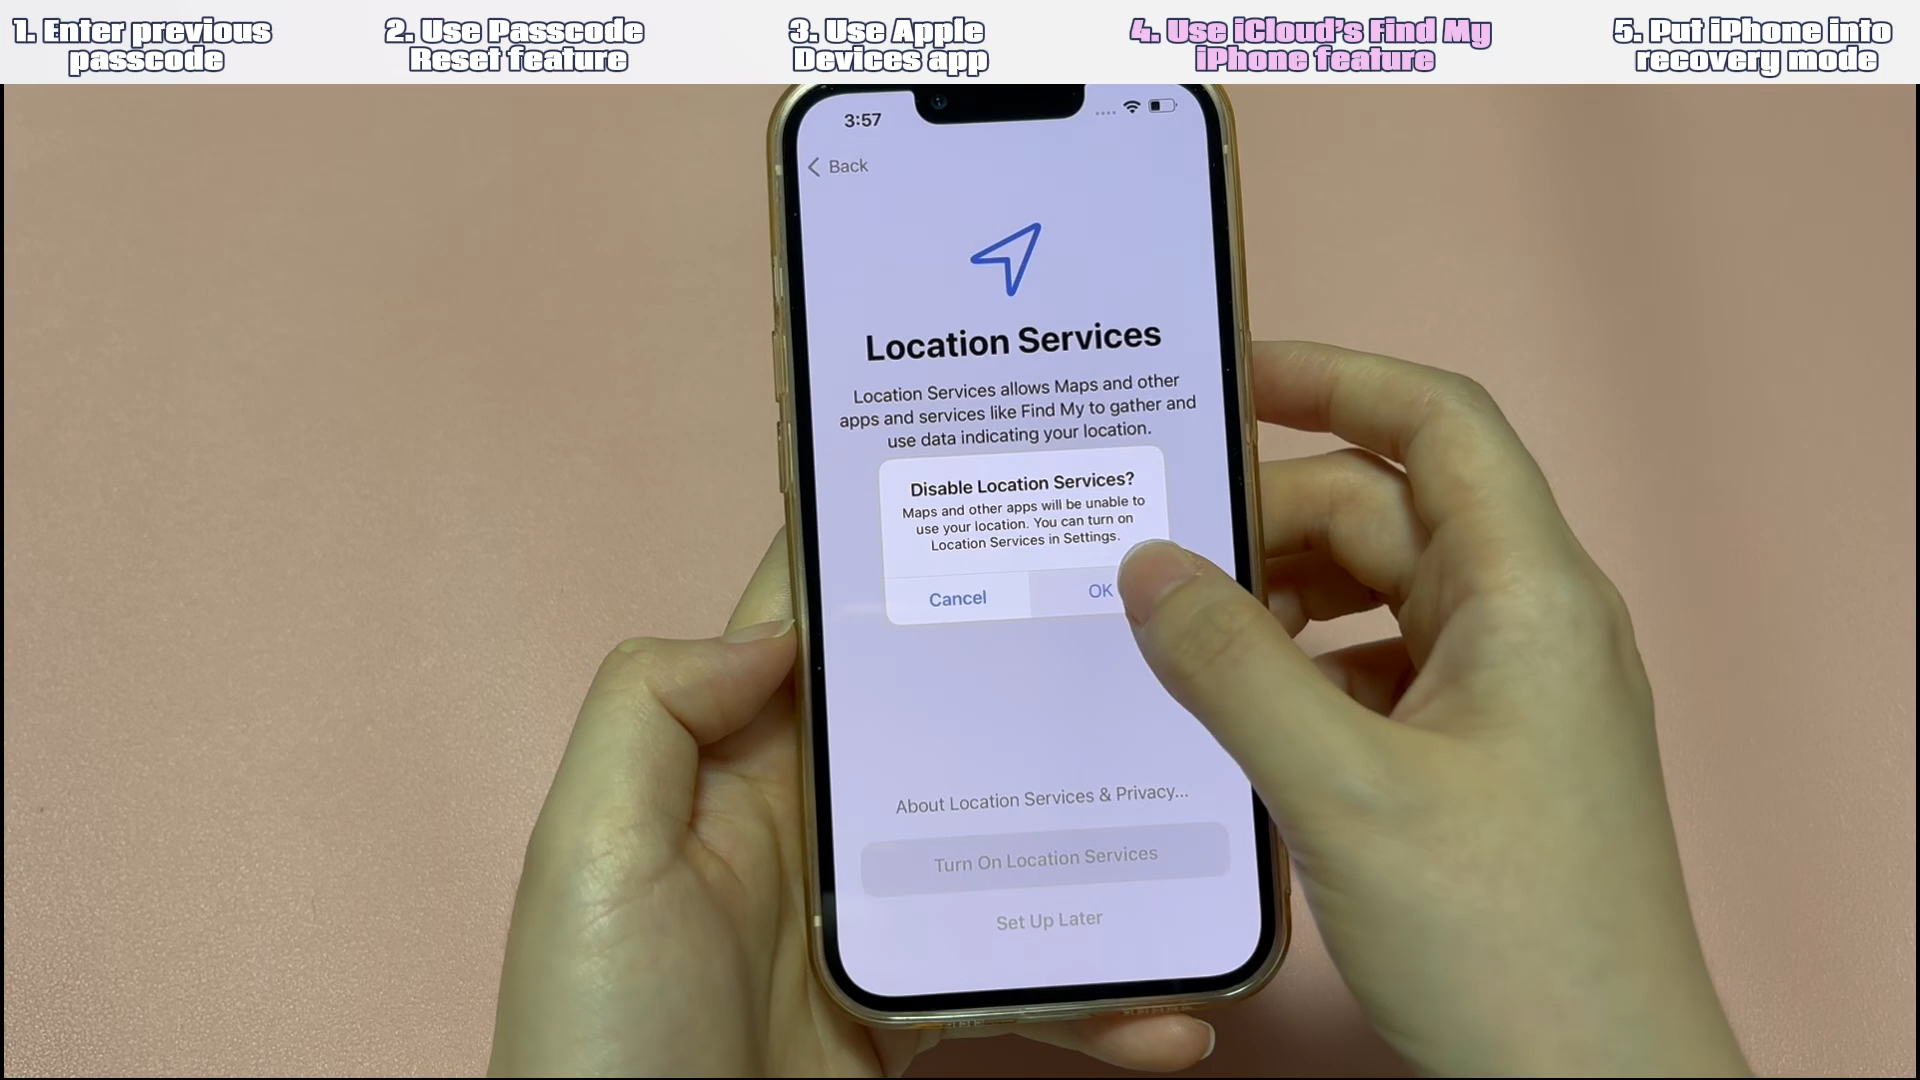 1. Enter previous
passcode
2. Use Passcode
Reset feature
3. Use Apple
Devices app
4. Use iCloud's Find My
iPhone feature
5. Put iPhone into
recovery mode
3:57
Back
Location Services
Location Services allows Maps and other
apps and services like Find My to gather and
use data indicating your location.
Disable Location Services?
Maps and other apps will be unable to
use your location. You can turn on
Location Services in Settings.
Cancel
OK
About Location Services & Privacy...
Turn On Location Services
Set Up Later